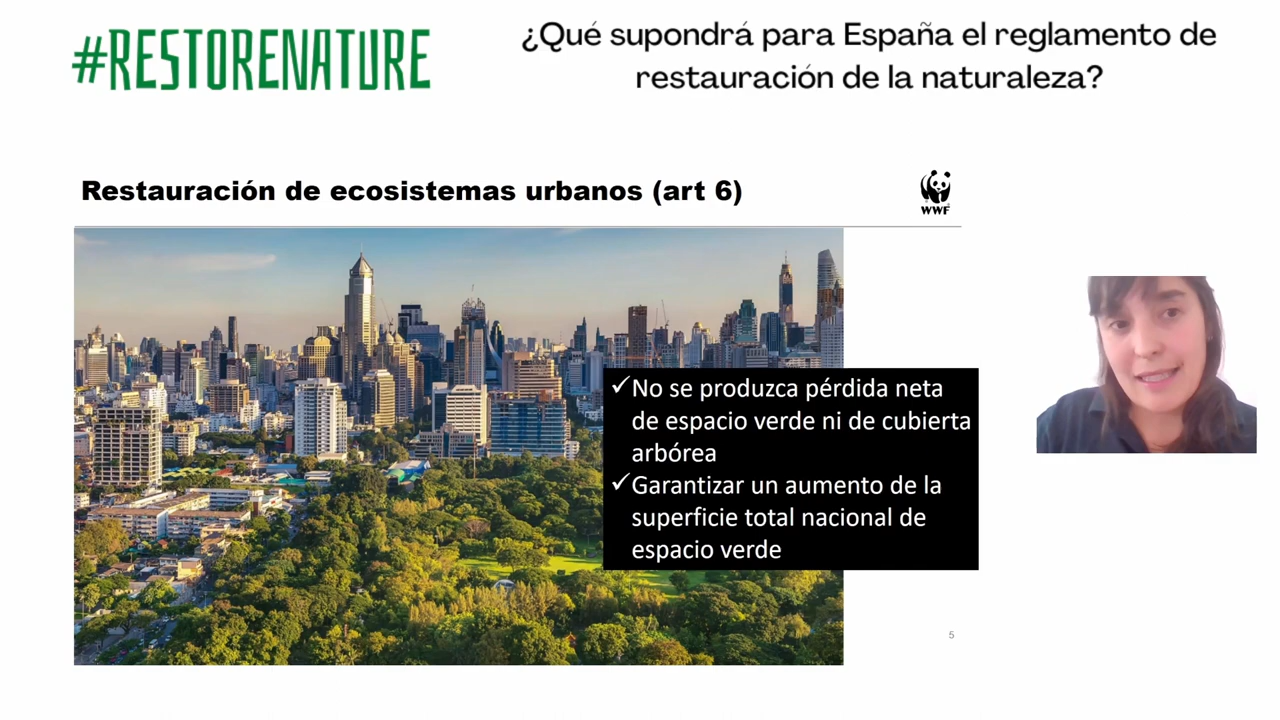 #RESTORENATURE
¿Qué supondrá para España el reglamento de
restauración de la naturaleza?
Restauración de ecosistemas urbanos (art 6)
WWF
✓No se produzca pérdida neta
de espacio verde ni de cubierta
arbórea
✓Garantizar un aumento de la
superficie total nacional de
espacio verde
5